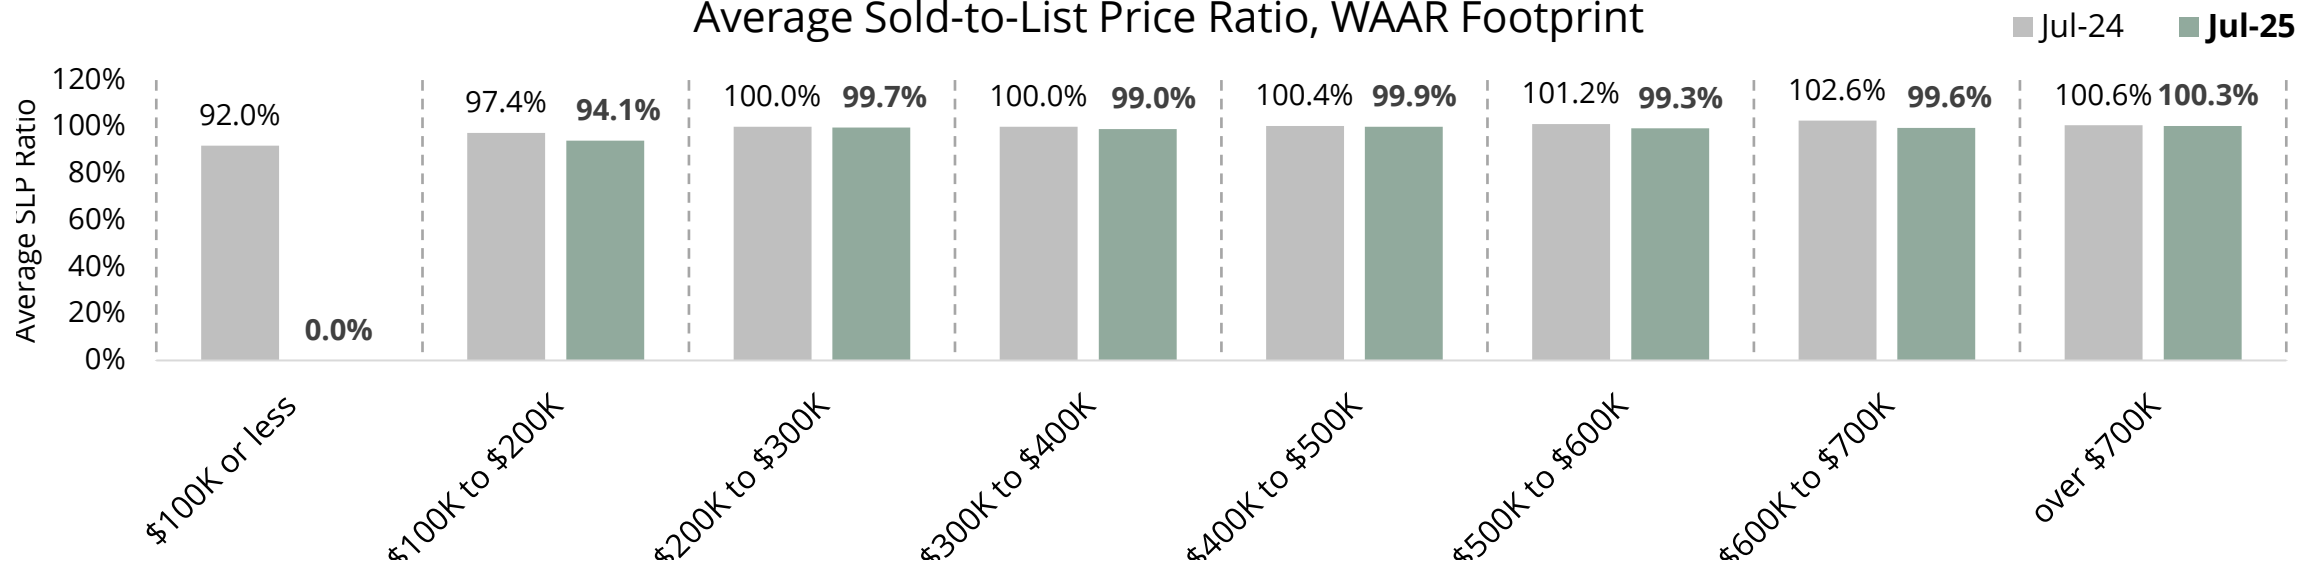 Average Sold-to-List Price Ratio, WAAR Footprint
Jul-24 Jul-25
Average SLP Ratio
120%
100%
80%
60%
40%
20%
0%
92.0% 0.0%
97.4% 94.1%
100.0% 99.7%
100.0% 99.0%
100.4% 99.9%
101.2% 99.3%
102.6% 99.6%
100.6% 100.3%
$100K or less
$100K to $200K
$200K to $300K
$300K to $400K
$400K to $500K
$500K to $600K
$600K to $700K
over $700K